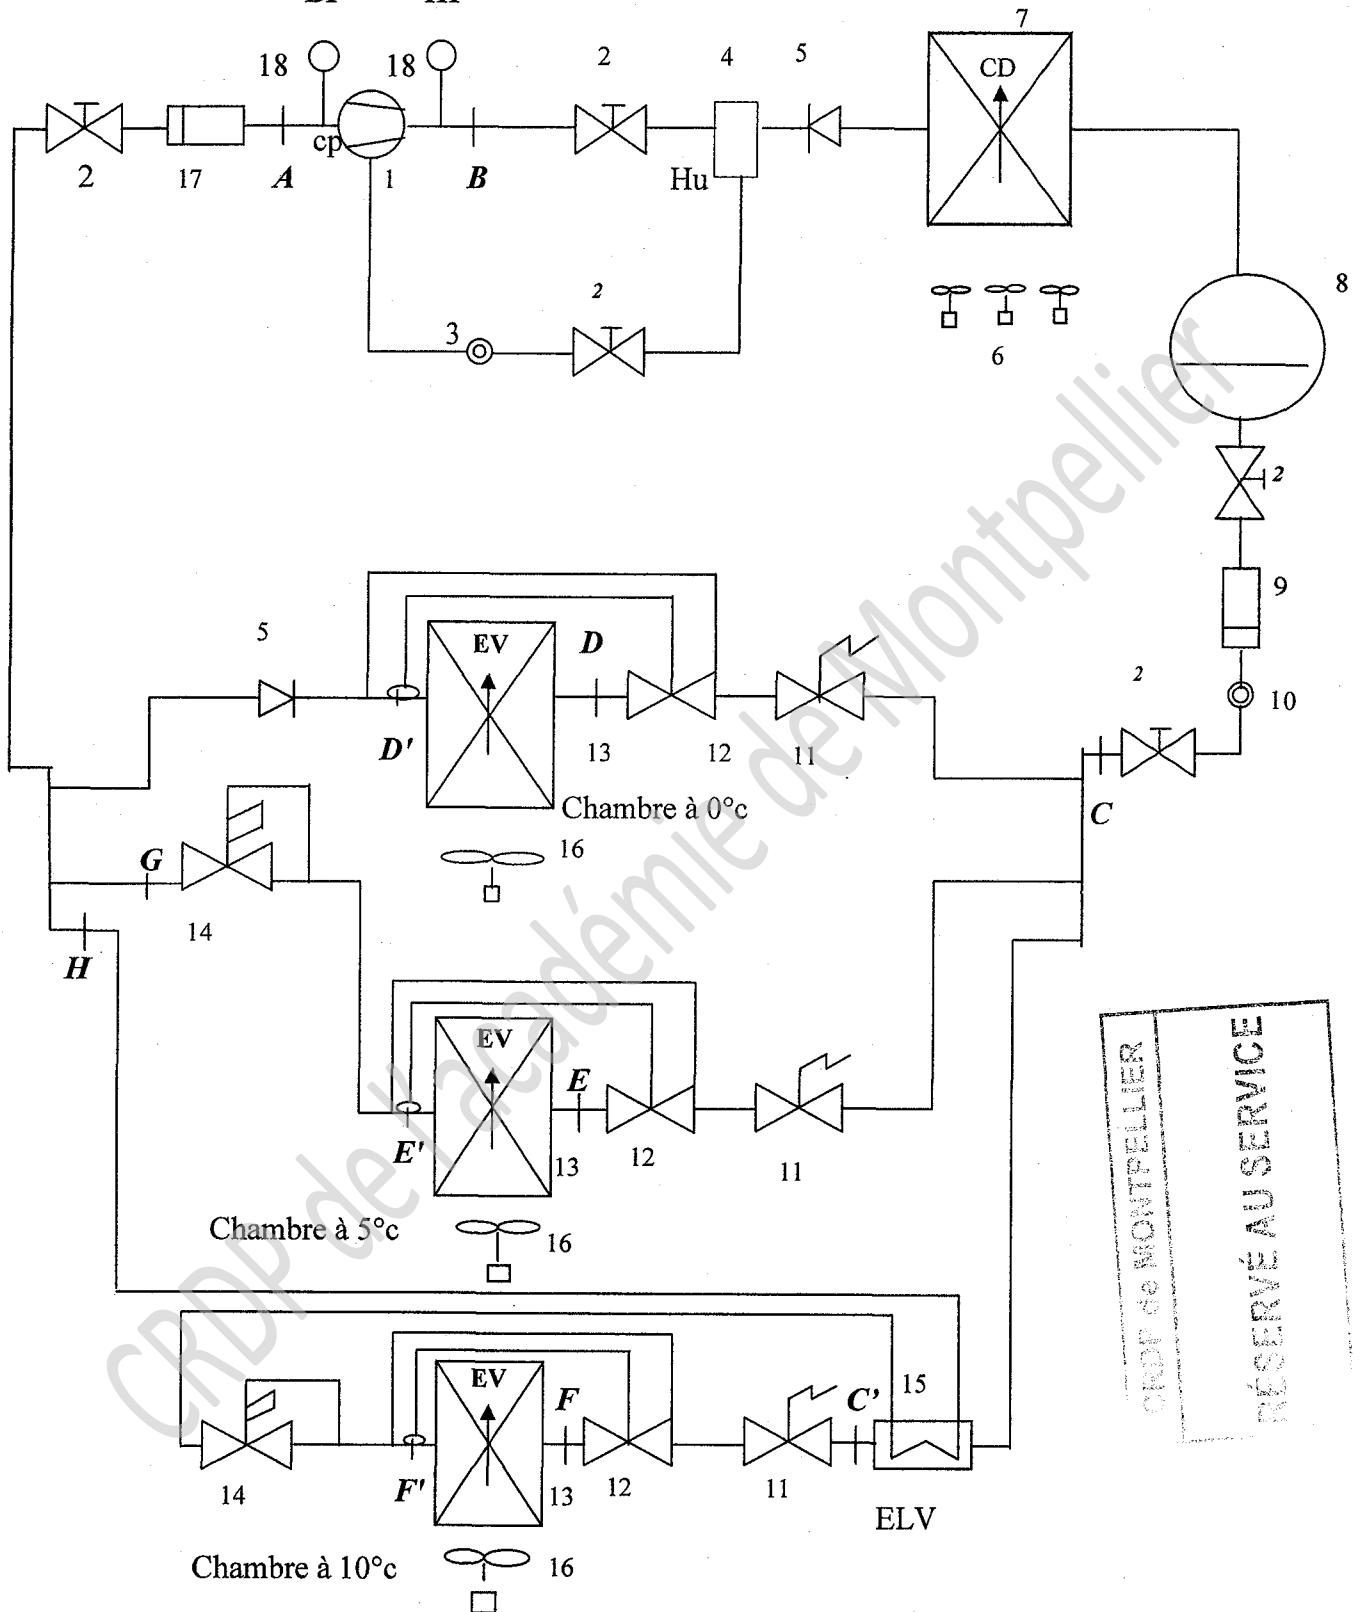 7
18
18
2
4
5
CD
cp
2
17
A
1
B
Hu
8
2
3
6
2
9
5
EV
D
2
10
D'
13
12
11
Chambre à 0°c
C
16
G
14
H
EV
E
E'
13
12
11
Chambre à 5°c
16
EV
F
C'
15
14
F'
13
12
11
ELV
Chambre à 10°c
16
CRDP de l'académie de Montpellier
CRDP de MONTPELLIER
RÉSERVÉ AU SERVICE